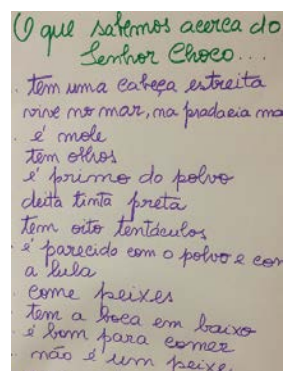 O que sabemos acerca do
Senhor Choco...
. tem uma cabeça estreita
vive no mar, na pradaria ma
. é mole
tem olhos
é primo do polvo
deita tinta preta
tem oito tentáculos
. é parecido com o polvo e com
a lula
. come peixes
tem a boca em baixo
. é bom para comer
. não é um peixe